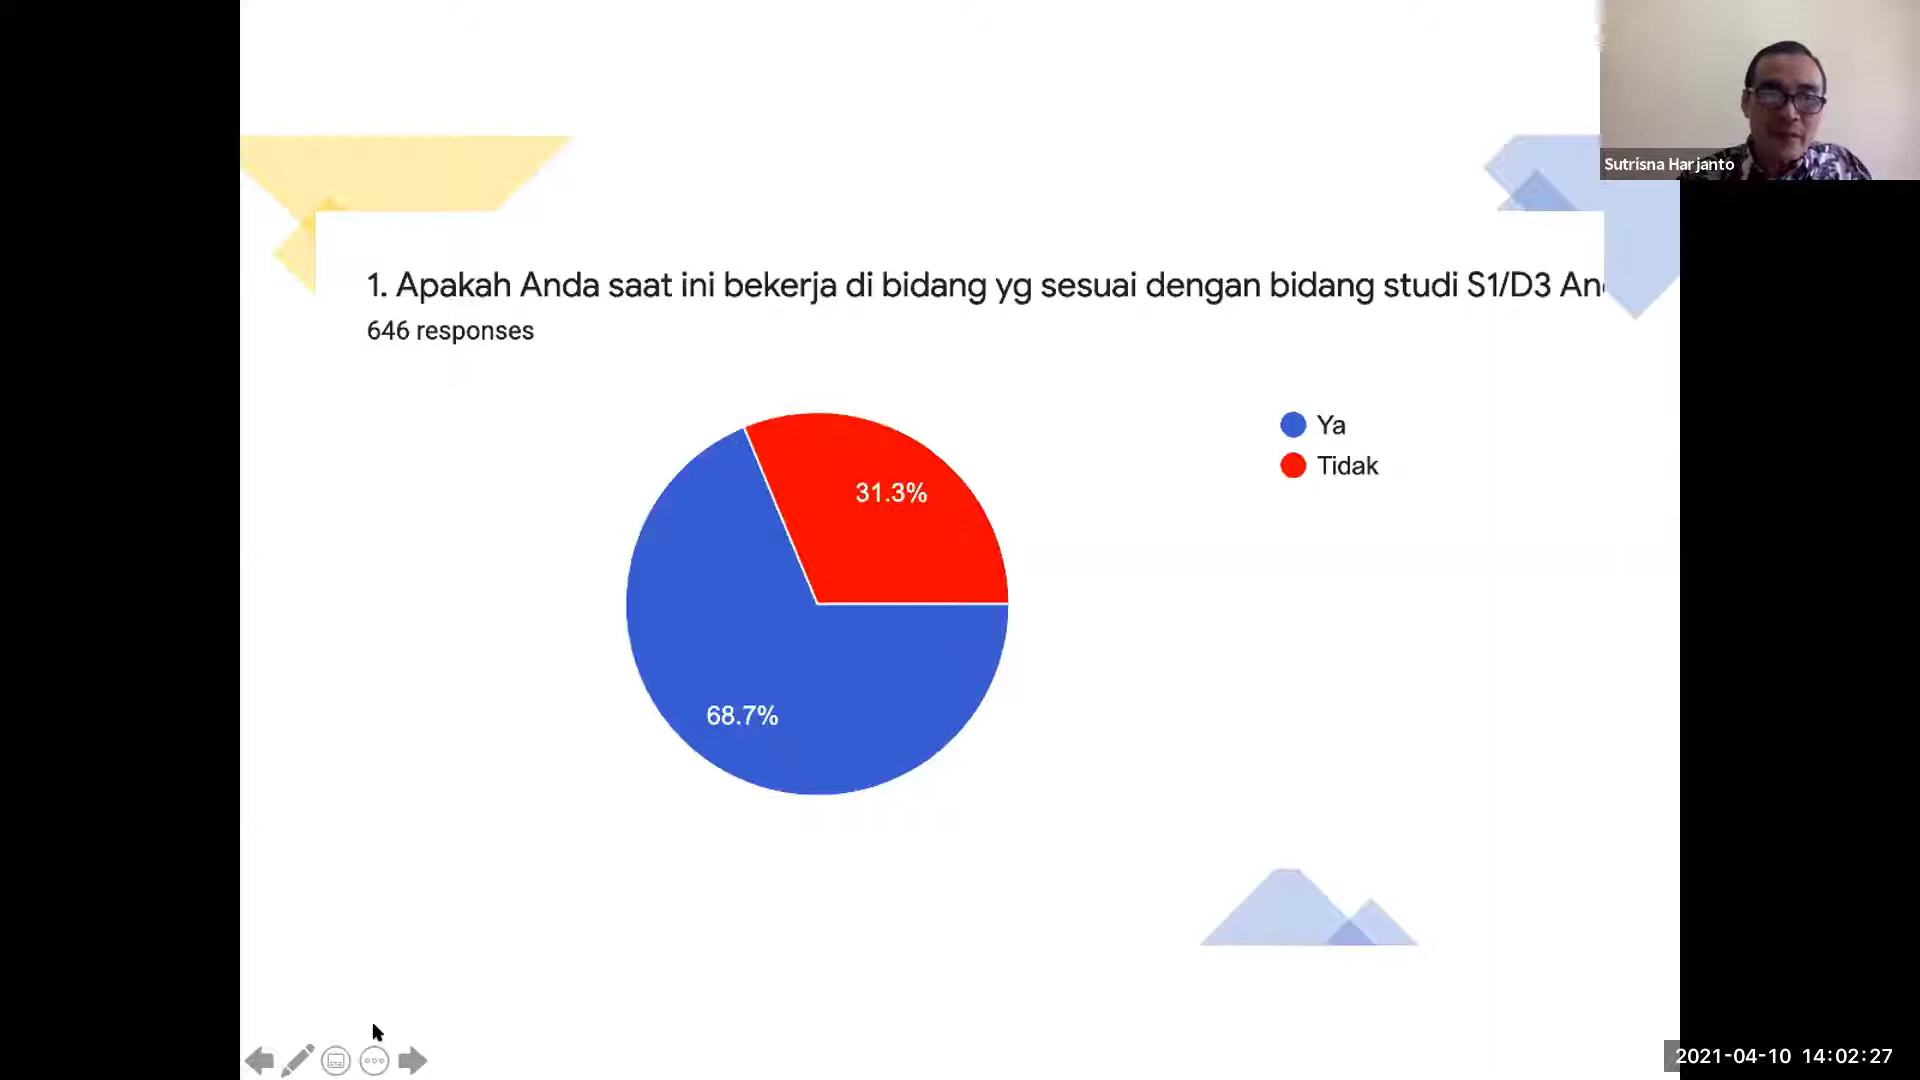 Sutrisna Harjanto
1. Apakah Anda saat ini bekerja di bidang yg sesuai dengan bidang studi S1/D3
646 responses
Ya
Tidak
31.3%
68.7%
2021-04-10 14:02:27